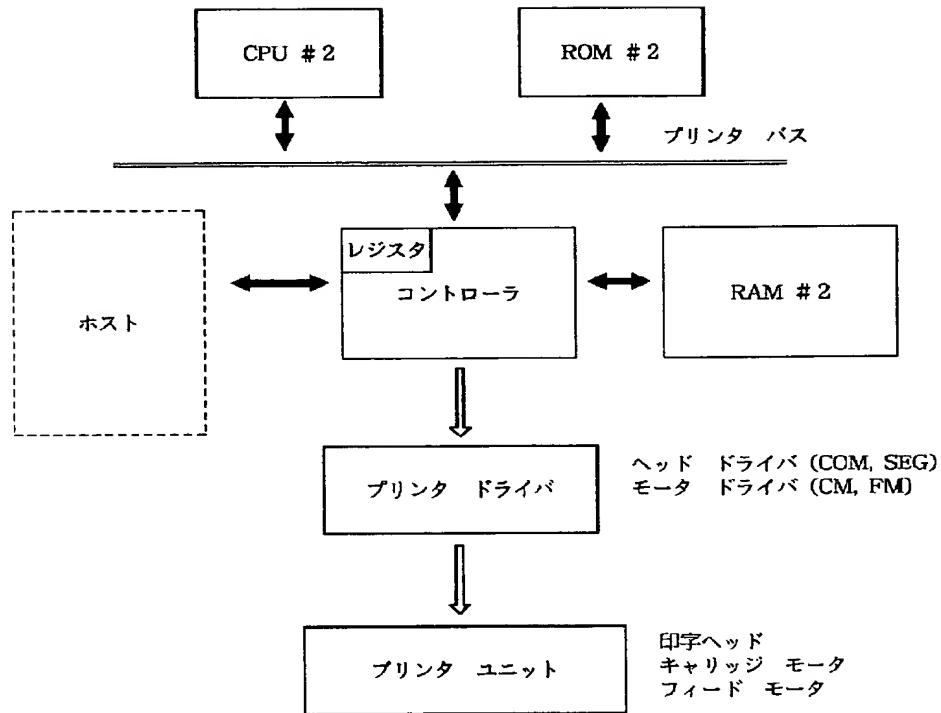 CPU #2
ROM #2
プリンタ バス
レジスタ
コントローラ
RAM #2
ホスト
プリンタ ドライバ
ヘッド ドライバ (COM, SEG)
モータ ドライバ (CM, FM)
プリンタ ユニット
印字ヘッド
キャリッジ モータ
フィード モータ